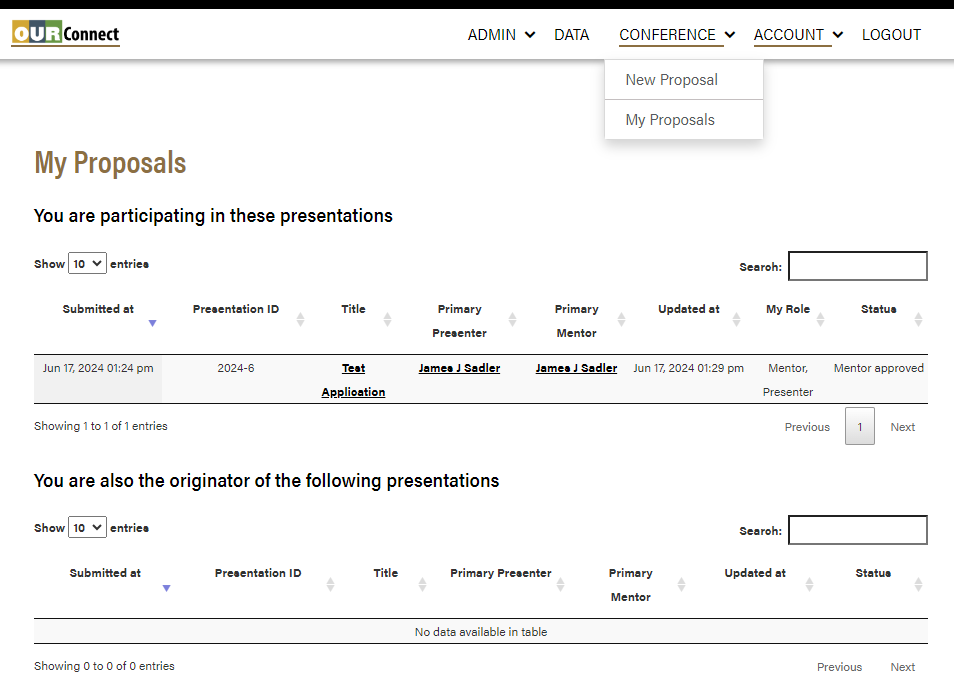 OUR Connect ADMIN DATA CONFERENCE ACCOUNT LOGOUT
New Proposal
My Proposals
My Proposals
You are participating in these presentations
Show 10 entries Search:
Submitted at Presentation ID Title Primary Primary Updated at My Role Status
Presenter Mentor
Jun 17, 2024 01:24 pm 2024-6 Test James J Sadler James J Sadler Jun 17, 2024 01:29 pm Mentor, Mentor approved
Application Presenter
Showing 1 to 1 of 1 entries Previous 1 Next
You are also the originator of the following presentations
Show 10 entries Search:
Submitted at Presentation ID Title Primary Presenter Primary Updated at Status
Mentor
No data available in table
Showing 0 to 0 of 0 entries Previous Next